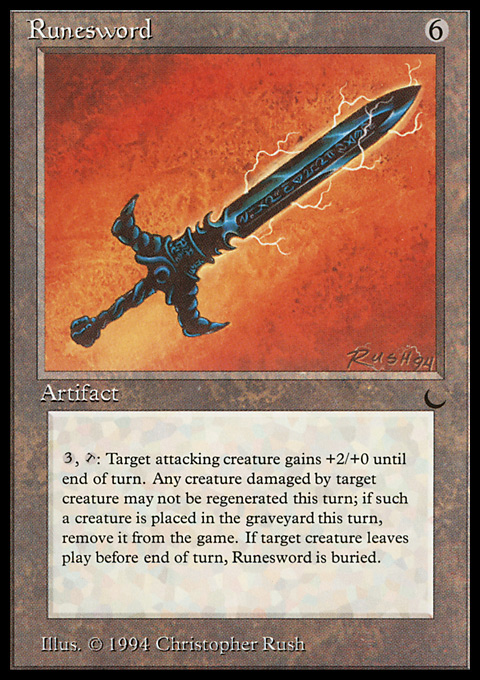 Runesword 6
RUSH 94
Artifact
3, : Target attacking creature gains +2/+0 until
end of turn. Any creature damaged by target
creature may not be regenerated this turn; if such
a creature is placed in the graveyard this turn,
remove it from the game. If target creature leaves
play before end of turn, Runesword is buried.
Illus. © 1994 Christopher Rush